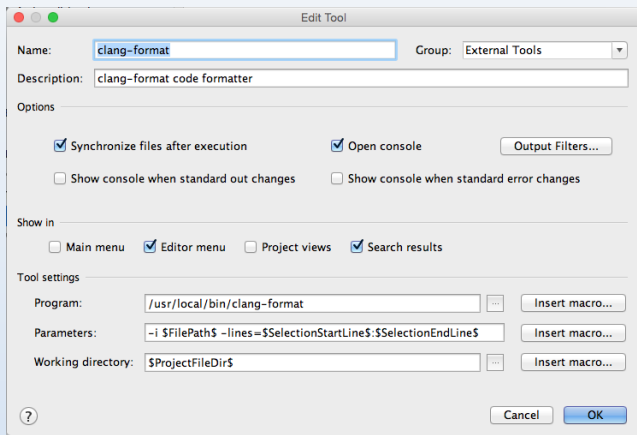 Edit Tool
Name: clang-format Group: External Tools
Description: clang-format code formatter
Options
Synchronize files after execution Open console Output Filters...
Show console when standard out changes Show console when standard error changes
Show in
Main menu Editor menu Project views Search results
Tool settings
Program: /usr/local/bin/clang-format ... Insert macro...
Parameters: -i $FilePath$ -lines=$SelectionStartLine$:$SelectionEndLine$ Insert macro...
Working directory: $ProjectFileDir$ ... Insert macro...
? Cancel OK